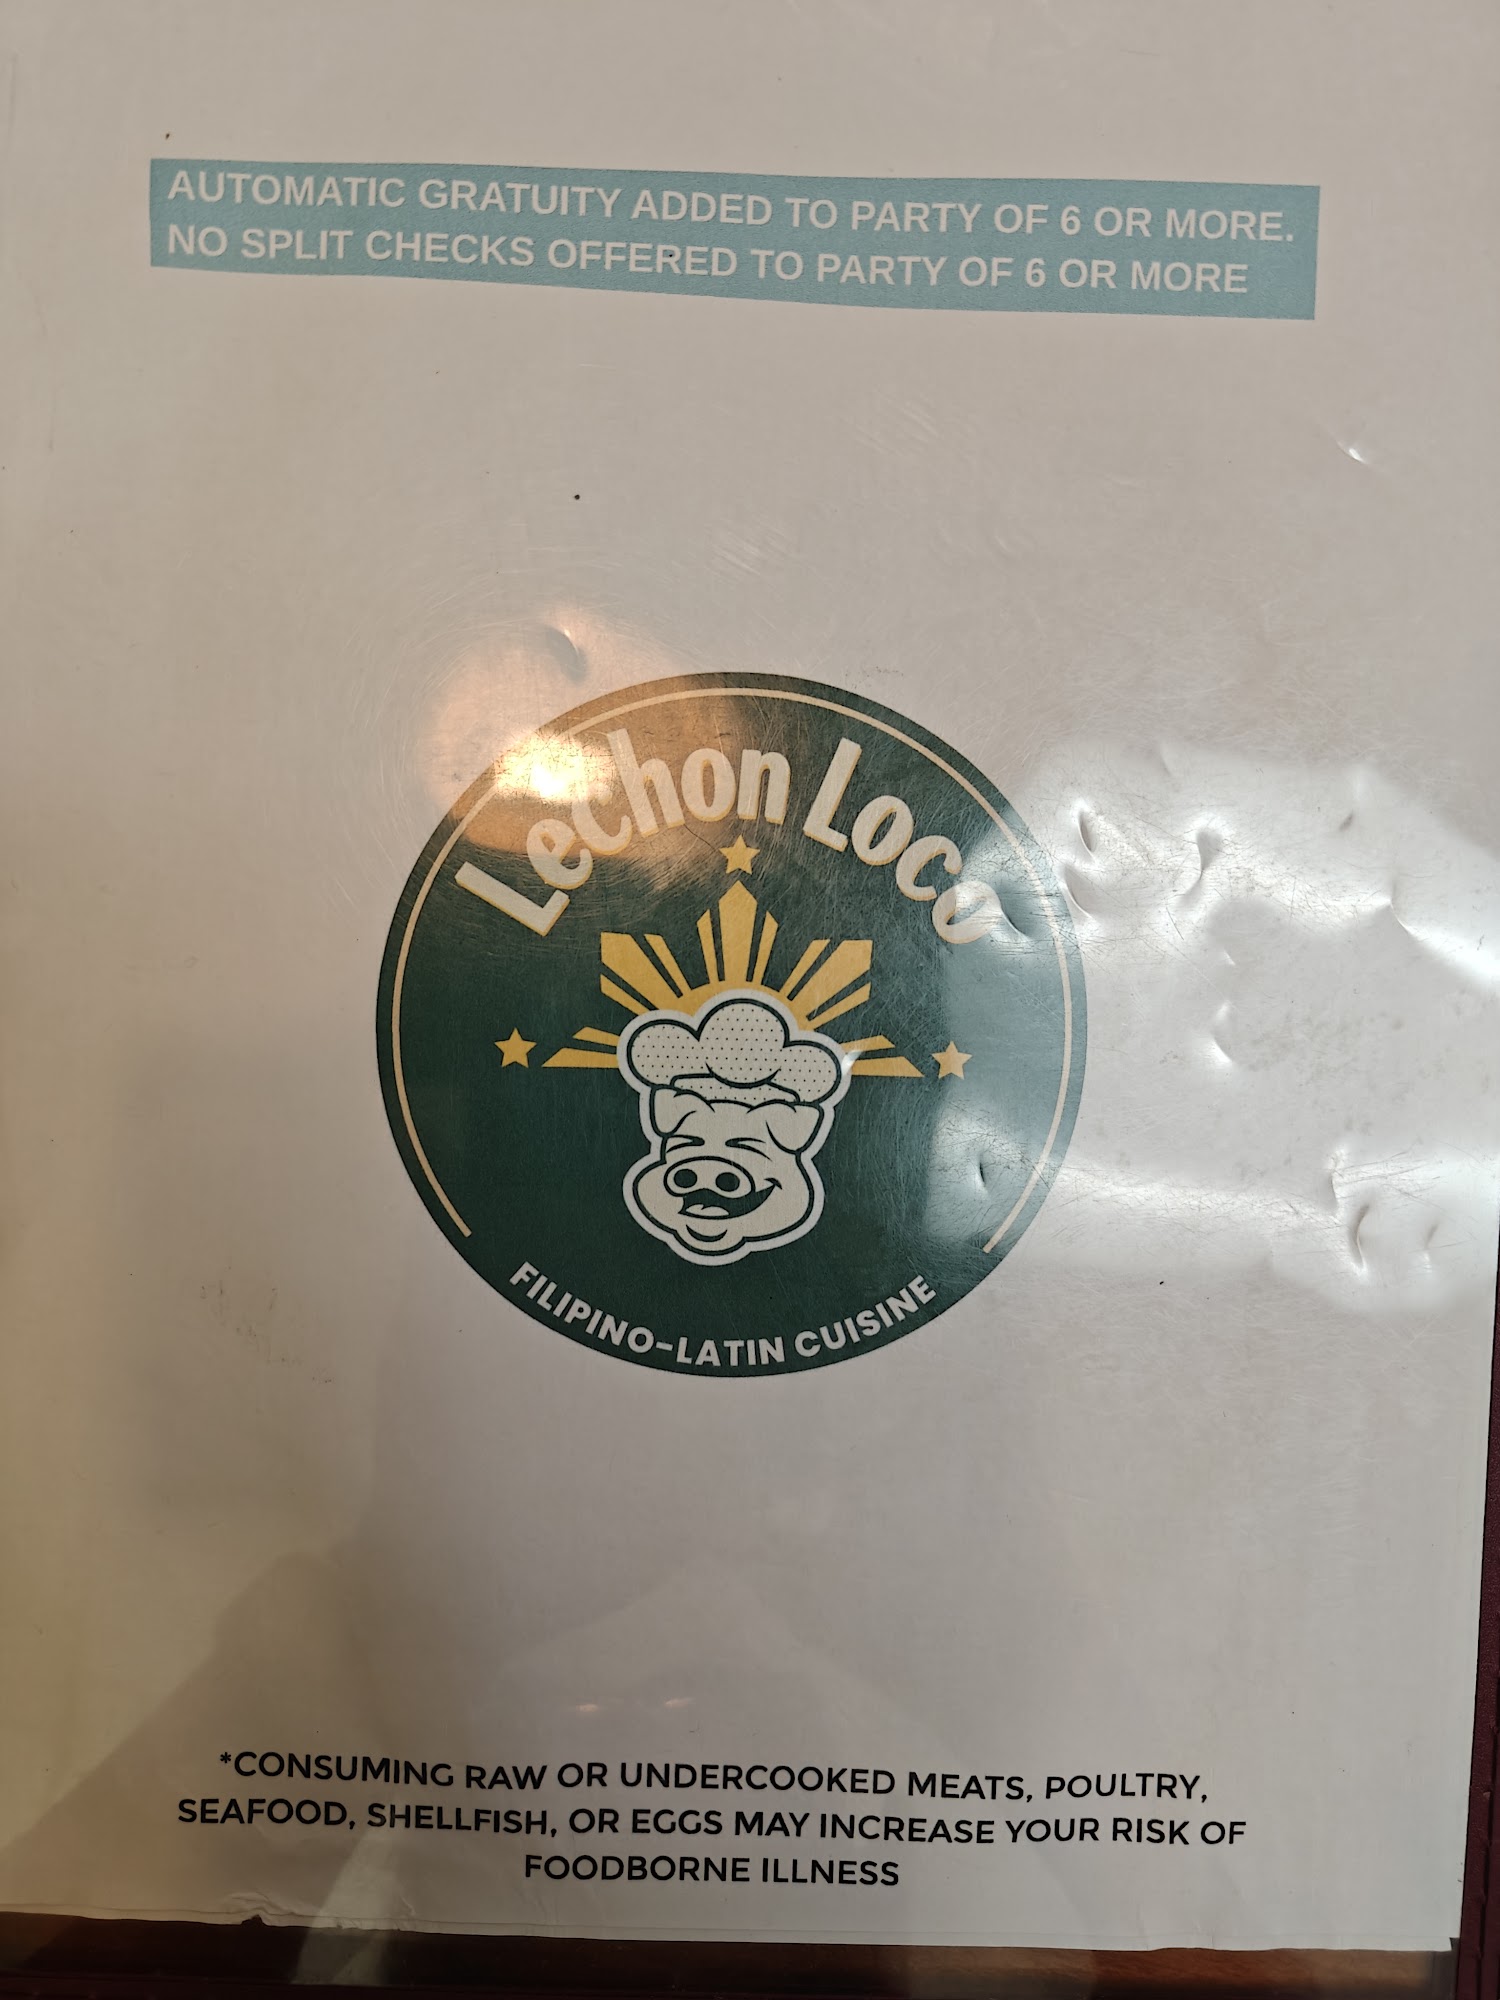 AUTOMATIC GRATUITY ADDED TO PARTY OF 6 OR MORE.
NO SPLIT CHECKS OFFERED TO PARTY OF 6 OR MORE
LeChon Loco
FILIPINO-LATIN CUISINE
*CONSUMING RAW OR UNDERCOOKED MEATS, POULTRY,
SEAFOOD, SHELLFISH, OR EGGS MAY INCREASE YOUR RISK OF
FOODBORNE ILLNESS